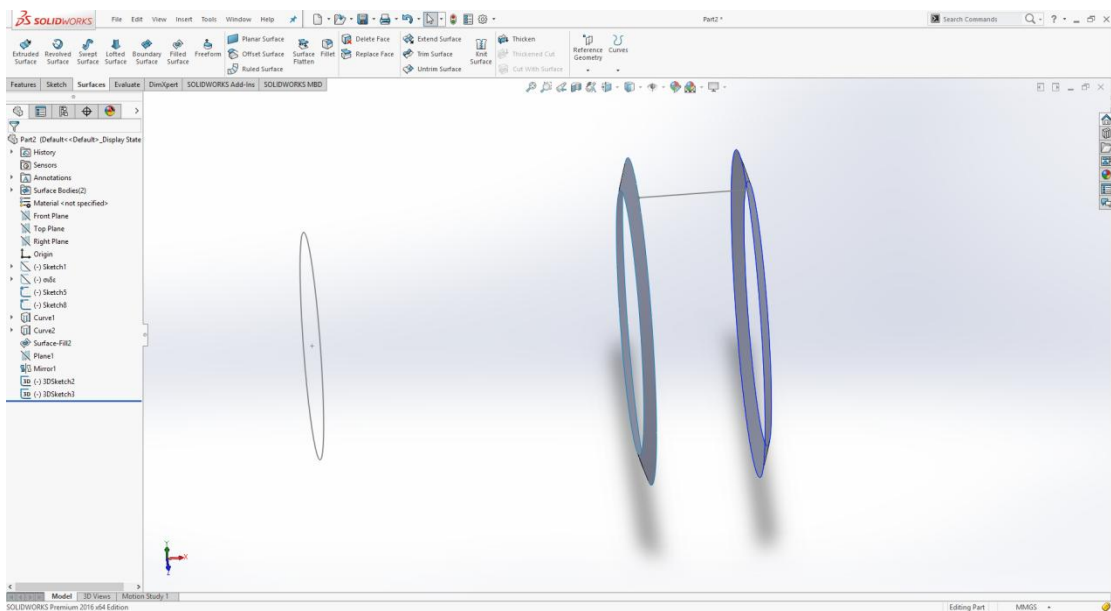 SOLIDWORKS File Edit View Insert Tools Window Help Part2 * Search Commands
Extruded Surface Revolved Surface Swept Surface Lofted Surface Boundary Surface Filled Surface Freeform Planar Surface Offset Surface Ruled Surface Surface Flatten Fillet Delete Face Replace Face Extend Surface Trim Surface Untrim Surface Knit Surface Thicken Thickened Cut Cut With Surface Reference Geometry Curves
Features Sketch Surfaces Evaluate DimXpert SOLIDWORKS Add-Ins SOLIDWORKS MBD
Part2 (Default<<Default>_Display State
History
Sensors
Annotations
Surface Bodies(2)
Material <not specified>
Front Plane
Top Plane
Right Plane
Origin
(-) Sketch1
(-) σιδε
(-) Sketch5
(-) Sketch8
Curve1
Curve2
Surface-Fill2
Plane1
Mirror1
3D (-) 3DSketch2
3D (-) 3DSketch3
Y
X
Z
Model 3D Views Motion Study 1
SOLIDWORKS Premium 2016 x64 Edition Editing Part MMGS